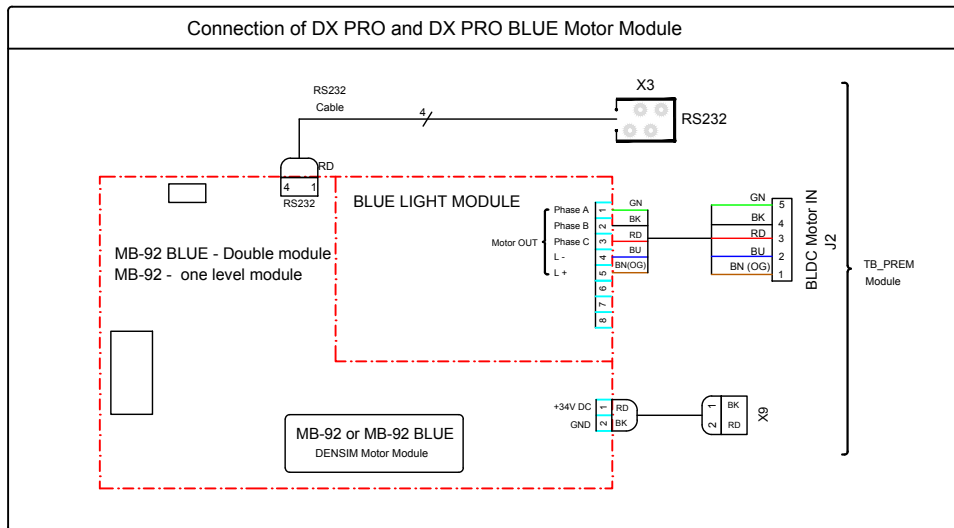 Connection of DX PRO and DX PRO BLUE Motor Module
RS232
Cable
4
X3
RS232
RD
4 1
RS232
BLUE LIGHT MODULE
MB-92 BLUE - Double module
MB-92 - one level module
Motor OUT
Phase A 1 GN
Phase B 2 BK
Phase C 3 RD
L - 4 BU
L + 5 BN(OG)
6
7
8
GN 5
BK 4
RD 3
BU 2
BN (OG) 1
BLDC Motor IN
J2
TB_PREM
Module
+34V DC 1 RD
GND 2 BK
1 BK
2 RD
X9
MB-92 or MB-92 BLUE
DENSIM Motor Module